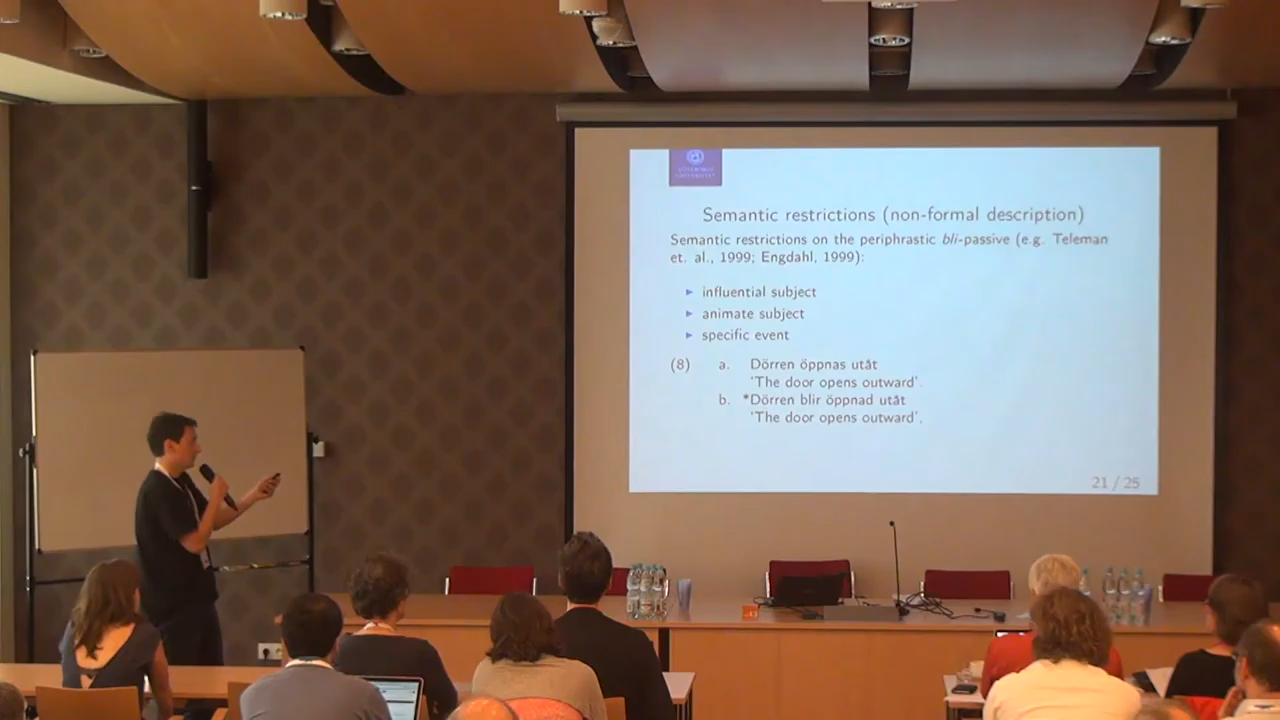 GÖTEBORGS
UNIVERSITET
Semantic restrictions (non-formal description)
Semantic restrictions on the periphrastic bli-passive (e.g. Teleman
et. al., 1999; Engdahl, 1999):
► influential subject
► animate subject
► specific event
(8) a. Dörren öppnas utåt
'The door opens outward'.
b. *Dörren blir öppnad utåt
'The door opens outward'.
21 / 25